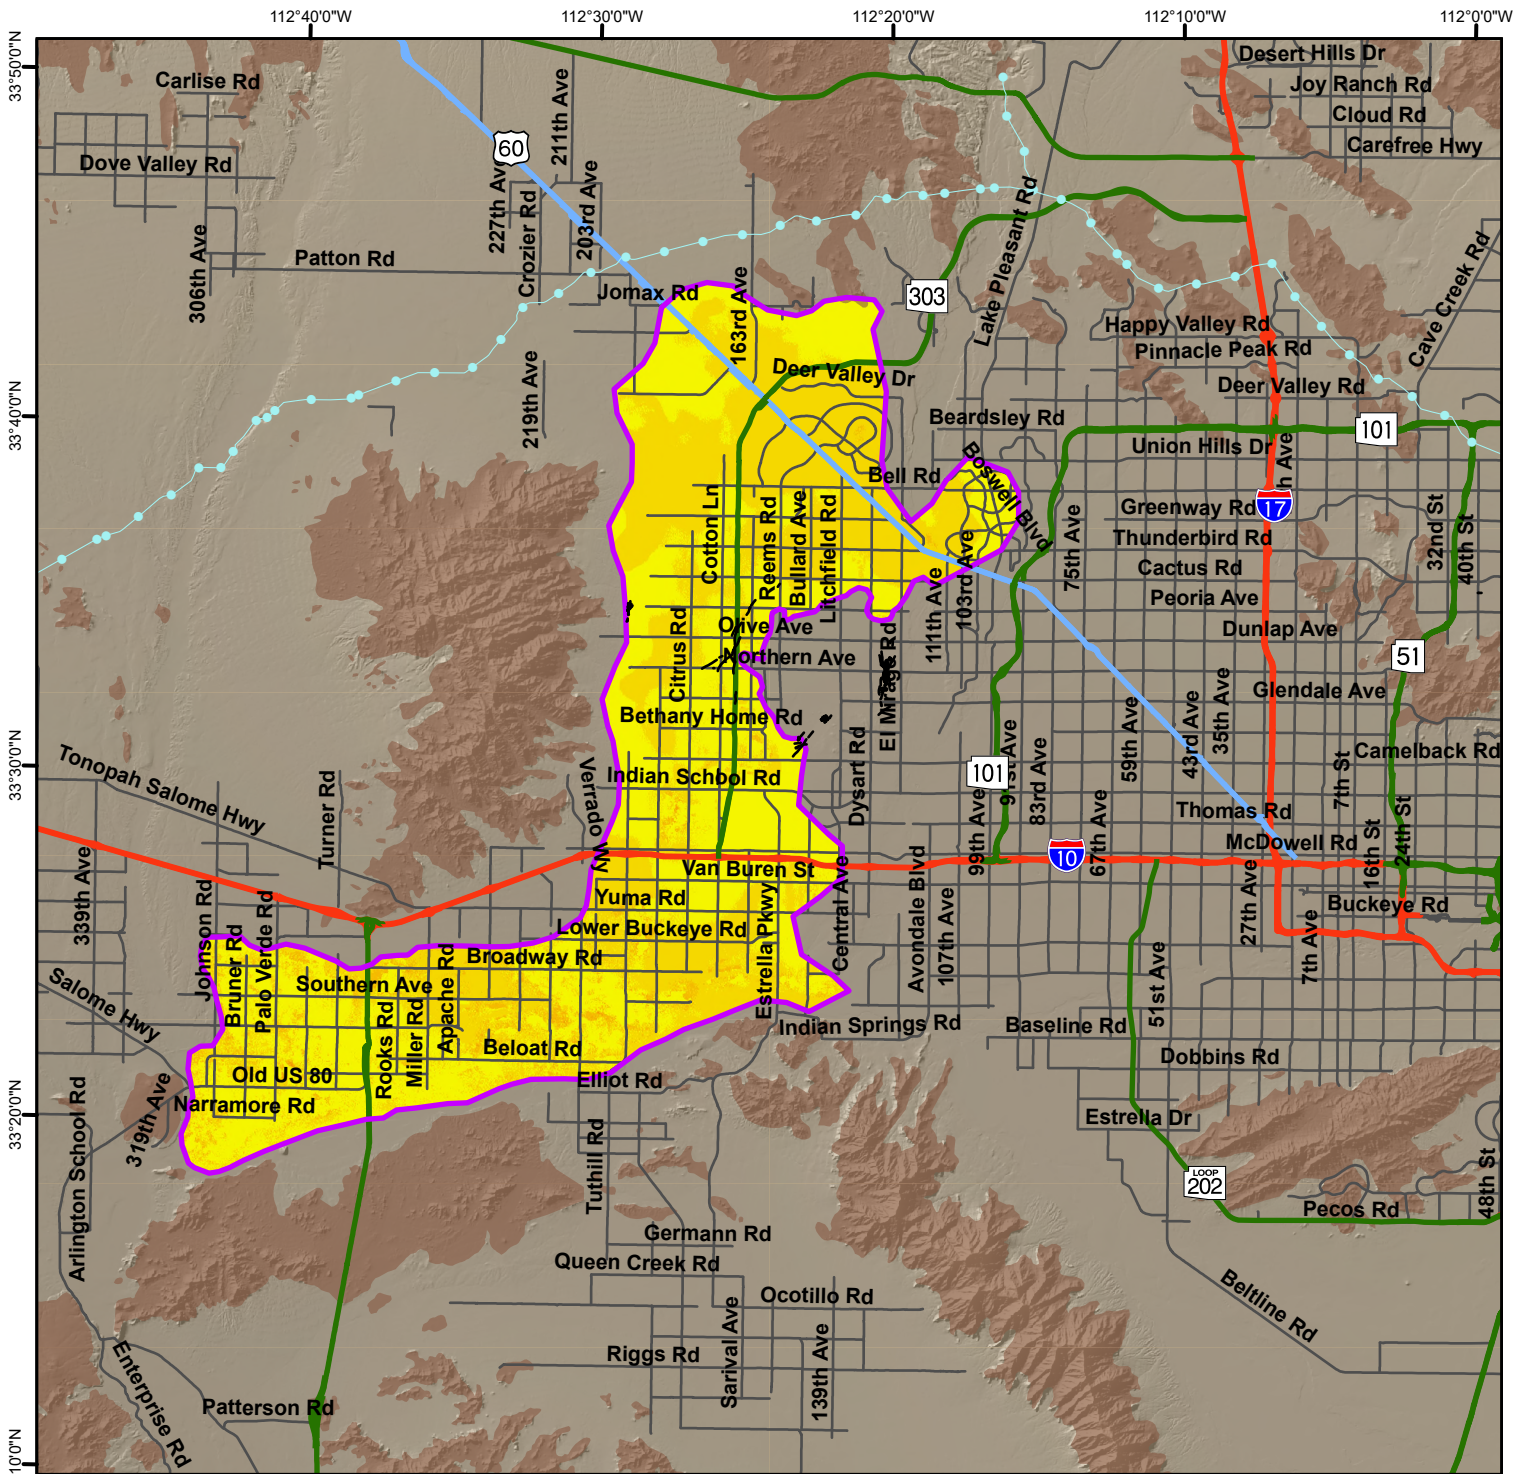 112°40'0"W
112°30'0"W
112°20'0"W
112°10'0"W
112°0'0"W
33°50'0"N
33°40'0"N
33°30'0"N
33°20'0"N
10'0"N
Carlise Rd
Dove Valley Rd
306th Ave
Patton Rd
60
211th Ave
227th Ave
Crozier Rd
203rd Ave
219th Ave
Jomax Rd
163rd Ave
303
Deer Valley Dr
Lake Pleasant Rd
Desert Hills Dr
Joy Ranch Rd
Cloud Rd
Carefree Hwy
Cave Creek Rd
Happy Valley Rd
Pinnacle Peak Rd
Deer Valley Rd
Beardsley Rd
101
Union Hills Dr
h Ave
Bell Rd
Boswell Blvd
Greenway Rd
17
Thunderbird Rd
Cactus Rd
Peoria Ave
Dunlap Ave
32nd St
40th St
51
75th Ave
Cotton Ln
Reems Rd
Bullard Ave
Litchfield Rd
111th Ave
103rd Ave
Olive Ave
Northern Ave
Citrus Rd
El Mirage Rd
Bethany Home Rd
Glendale Ave
Camelback Rd
Indian School Rd
Dysart Rd
101
91st Ave
83rd Ave
59th Ave
43rd Ave
35th Ave
7th St
Thomas Rd
McDowell Rd
Tonopah Salome Hwy
Turner Rd
Verrado Wy
99th Ave
10
67th Ave
16th St
24th St
Van Buren St
339th Ave
Yuma Rd
Lower Buckeye Rd
Broadway Rd
Estrella Pkwy
Central Ave
Avondale Blvd
107th Ave
27th Ave
Buckeye Rd
7th Ave
51st Ave
Johnson Rd
Bruner Rd
Palo Verde Rd
Southern Ave
Apache Rd
Rooks Rd
Miller Rd
Salome Hwy
Indian Springs Rd
Baseline Rd
Dobbins Rd
Beloat Rd
Elliot Rd
Old US 80
Narramore Rd
319th Ave
Arlington School Rd
Estrella Dr
LOOP
202
Pecos Rd
48th St
Tuthill Rd
Germann Rd
Queen Creek Rd
Ocotillo Rd
Sarival Ave
139th Ave
Riggs Rd
Beltline Rd
Enterprise Rd
Patterson Rd